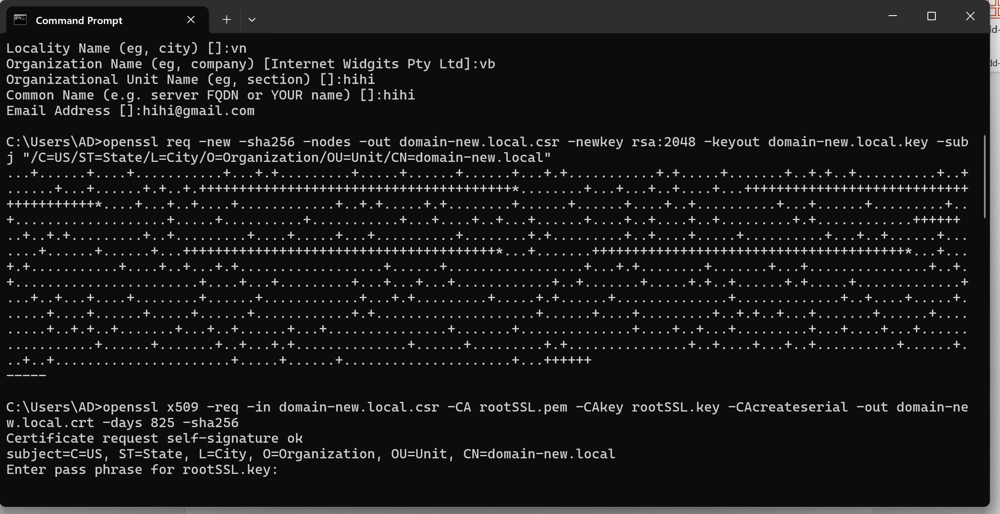 Command Prompt
Locality Name (eg, city) []:vn
Organization Name (eg, company) [Internet Widgits Pty Ltd]:vb
Organizational Unit Name (eg, section) []:hihi
Common Name (e.g. server FQDN or YOUR name) []:hihi
Email Address []:hihi@gmail.com
C:\Users\AD>openssl req -new -sha256 -nodes -out domain-new.local.csr -newkey rsa:2048 -keyout domain-new.local.key -sub
j "/C=US/ST=State/L=City/O=Organization/OU=Unit/CN=domain-new.local"
-----
C:\Users\AD>openssl x509 -req -in domain-new.local.csr -CA rootSSL.pem -CAkey rootSSL.key -CAcreateserial -out domain-ne
w.local.crt -days 825 -sha256
Certificate request self-signature ok
subject=C=US, ST=State, L=City, O=Organization, OU=Unit, CN=domain-new.local
Enter pass phrase for rootSSL.key: